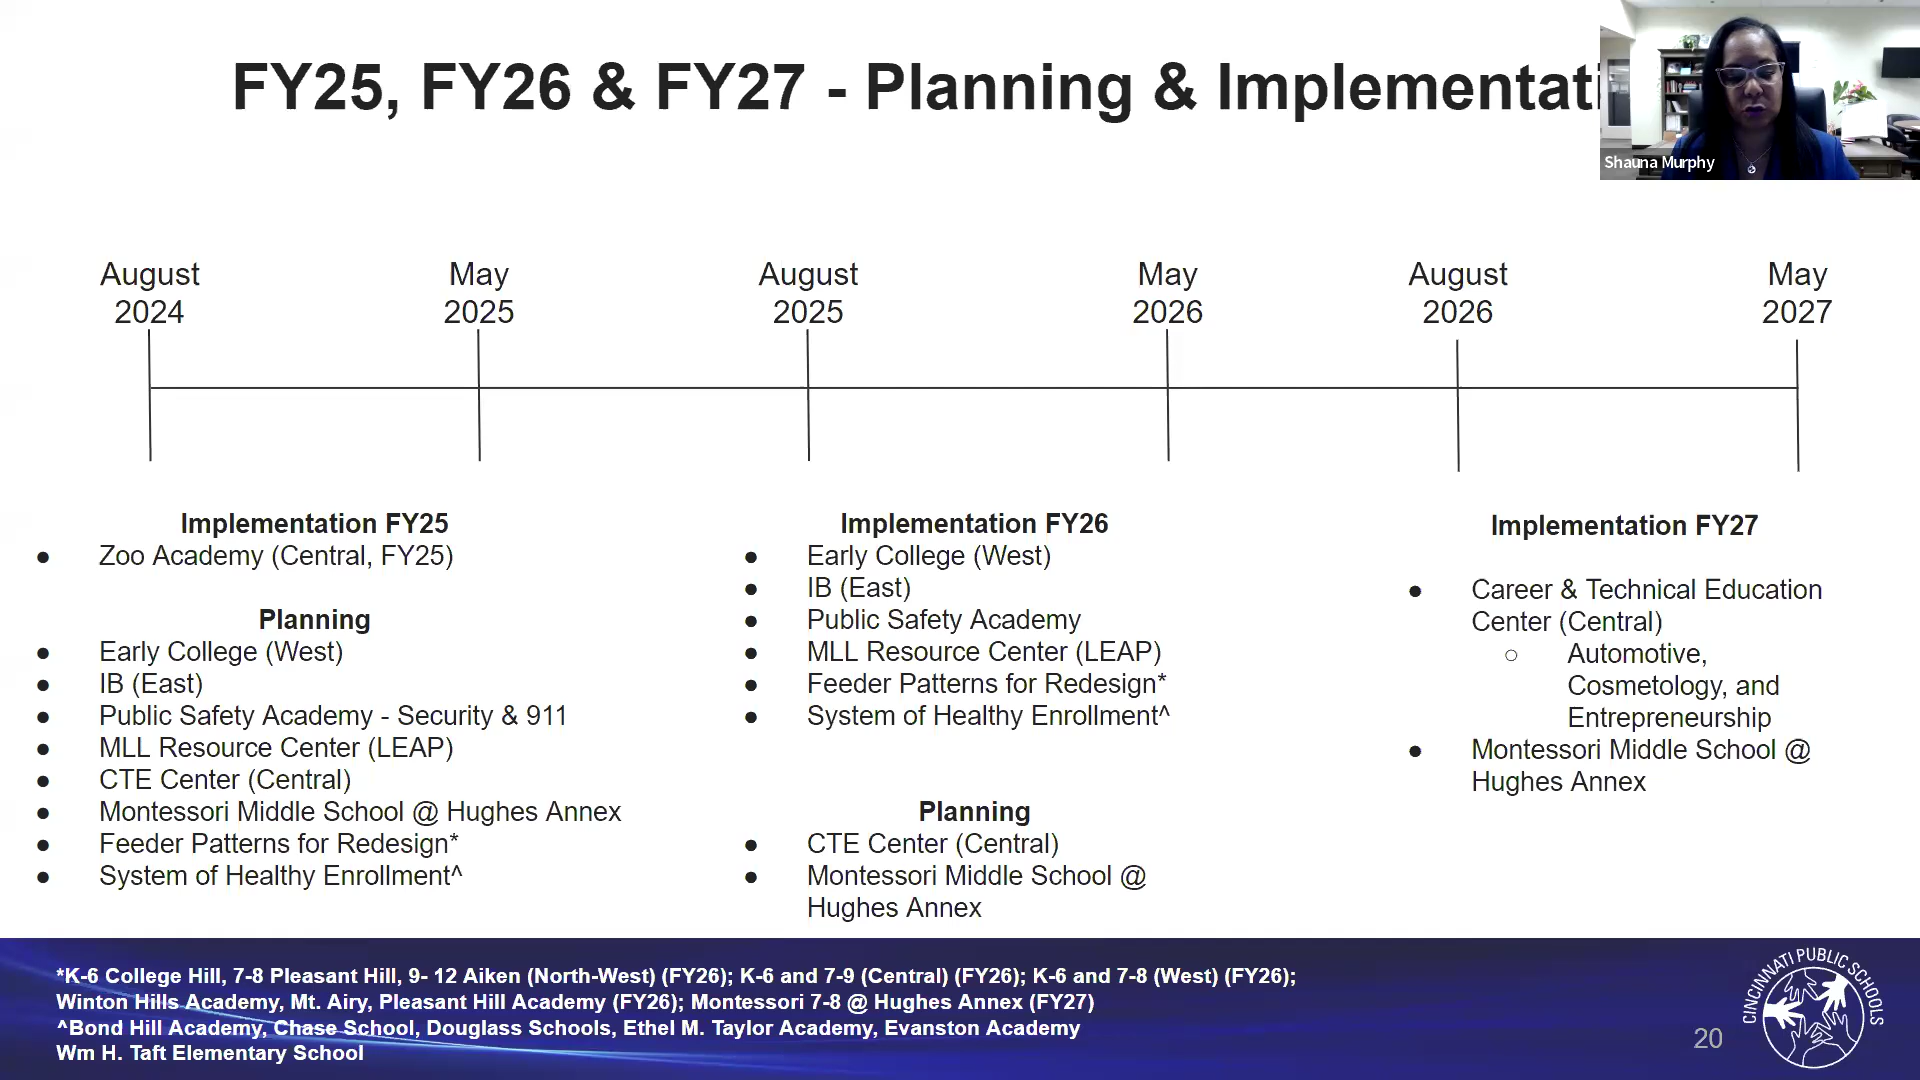 FY25, FY26 & FY27 - Planning & Implementati
Shauna Murphy
August
2024
May
2025
August
2025
May
2026
August
2026
May
2027
Implementation FY25
● Zoo Academy (Central, FY25)
Planning
● Early College (West)
● IB (East)
● Public Safety Academy - Security & 911
● MLL Resource Center (LEAP)
● CTE Center (Central)
● Montessori Middle School @ Hughes Annex
● Feeder Patterns for Redesign*
● System of Healthy Enrollment^
Implementation FY26
● Early College (West)
● IB (East)
● Public Safety Academy
● MLL Resource Center (LEAP)
● Feeder Patterns for Redesign*
● System of Healthy Enrollment^
Planning
● CTE Center (Central)
● Montessori Middle School @
Hughes Annex
Implementation FY27
● Career & Technical Education
Center (Central)
○ Automotive,
Cosmetology, and
Entrepreneurship
● Montessori Middle School @
Hughes Annex
*K-6 College Hill, 7-8 Pleasant Hill, 9- 12 Aiken (North-West) (FY26); K-6 and 7-9 (Central) (FY26); K-6 and 7-8 (West) (FY26);
Winton Hills Academy, Mt. Airy, Pleasant Hill Academy (FY26); Montessori 7-8 @ Hughes Annex (FY27)
^Bond Hill Academy, Chase School, Douglass Schools, Ethel M. Taylor Academy, Evanston Academy
Wm H. Taft Elementary School
20
CINCINNATI PUBLIC SCHOOLS